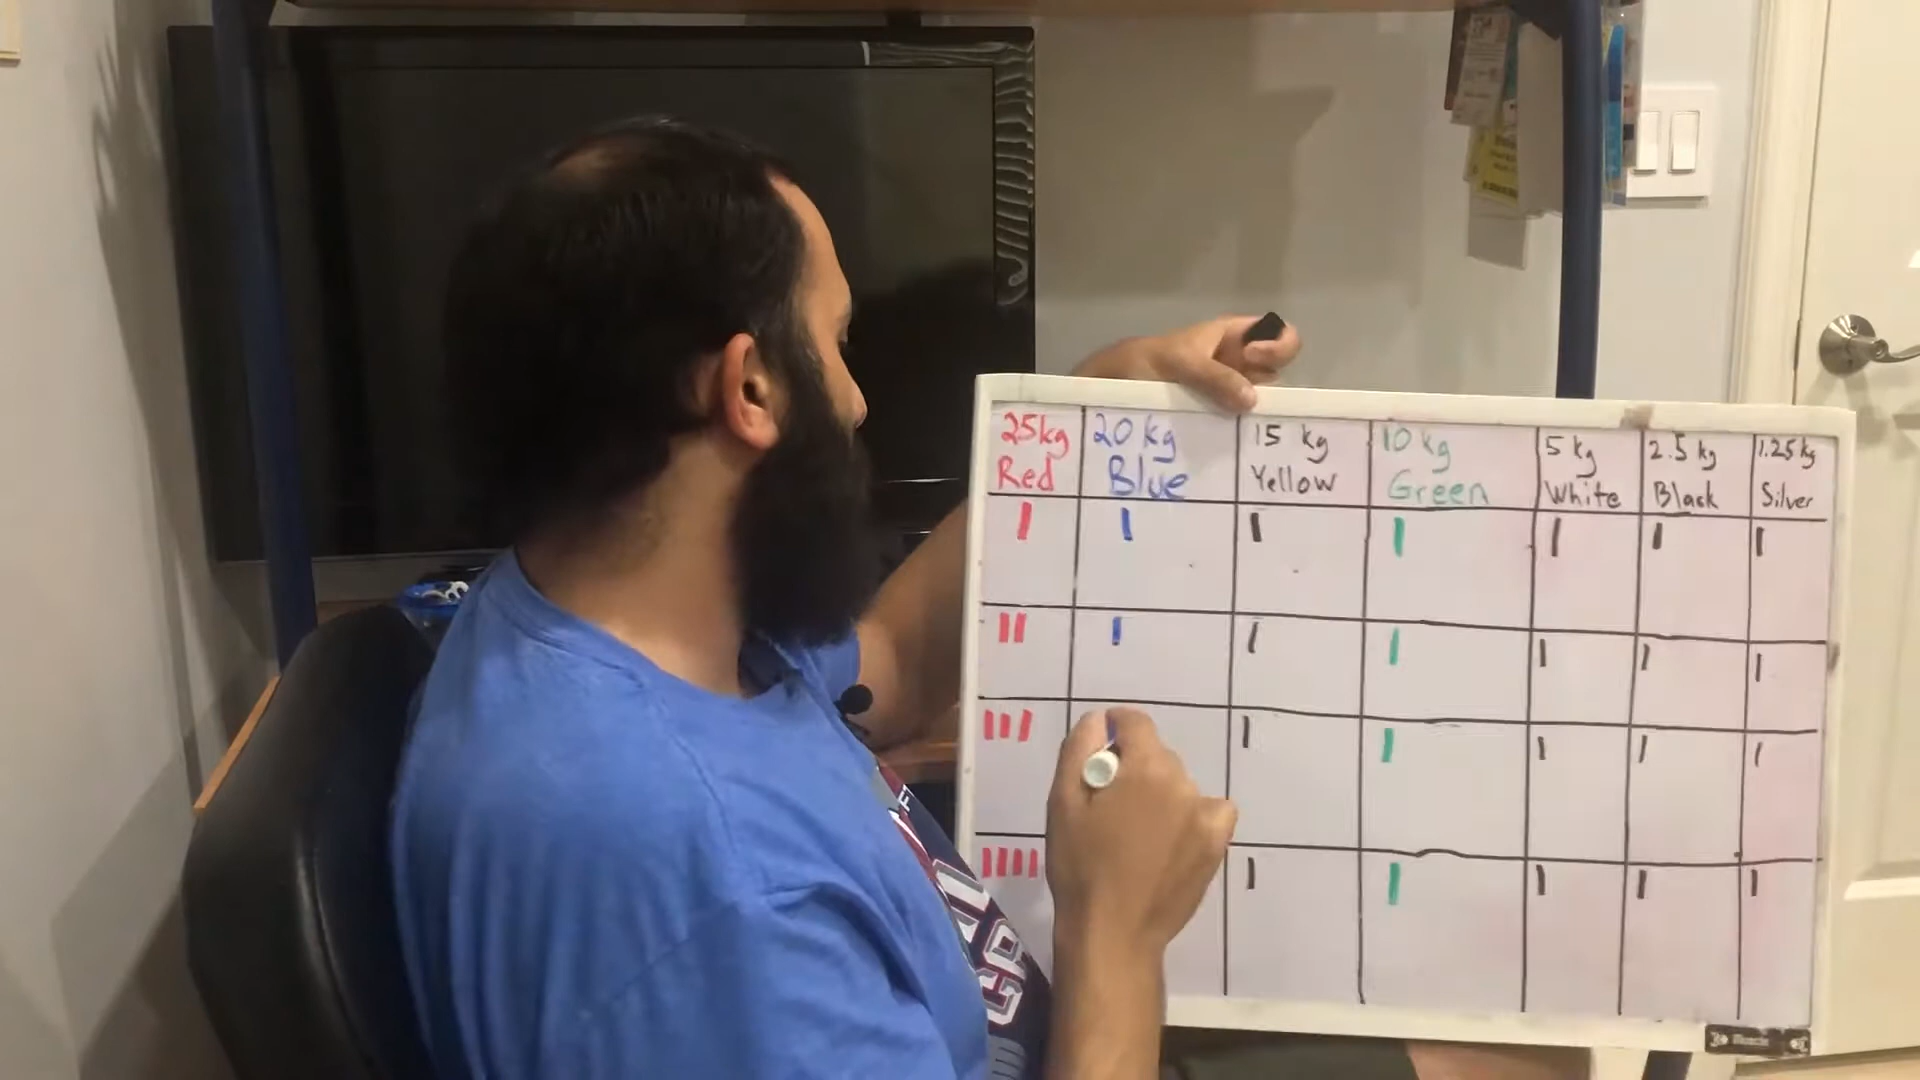 25kg 20 kg 15 kg 10 kg 5 kg 2.5 kg 1.25 kg
Red Blue Yellow Green White Black Silver